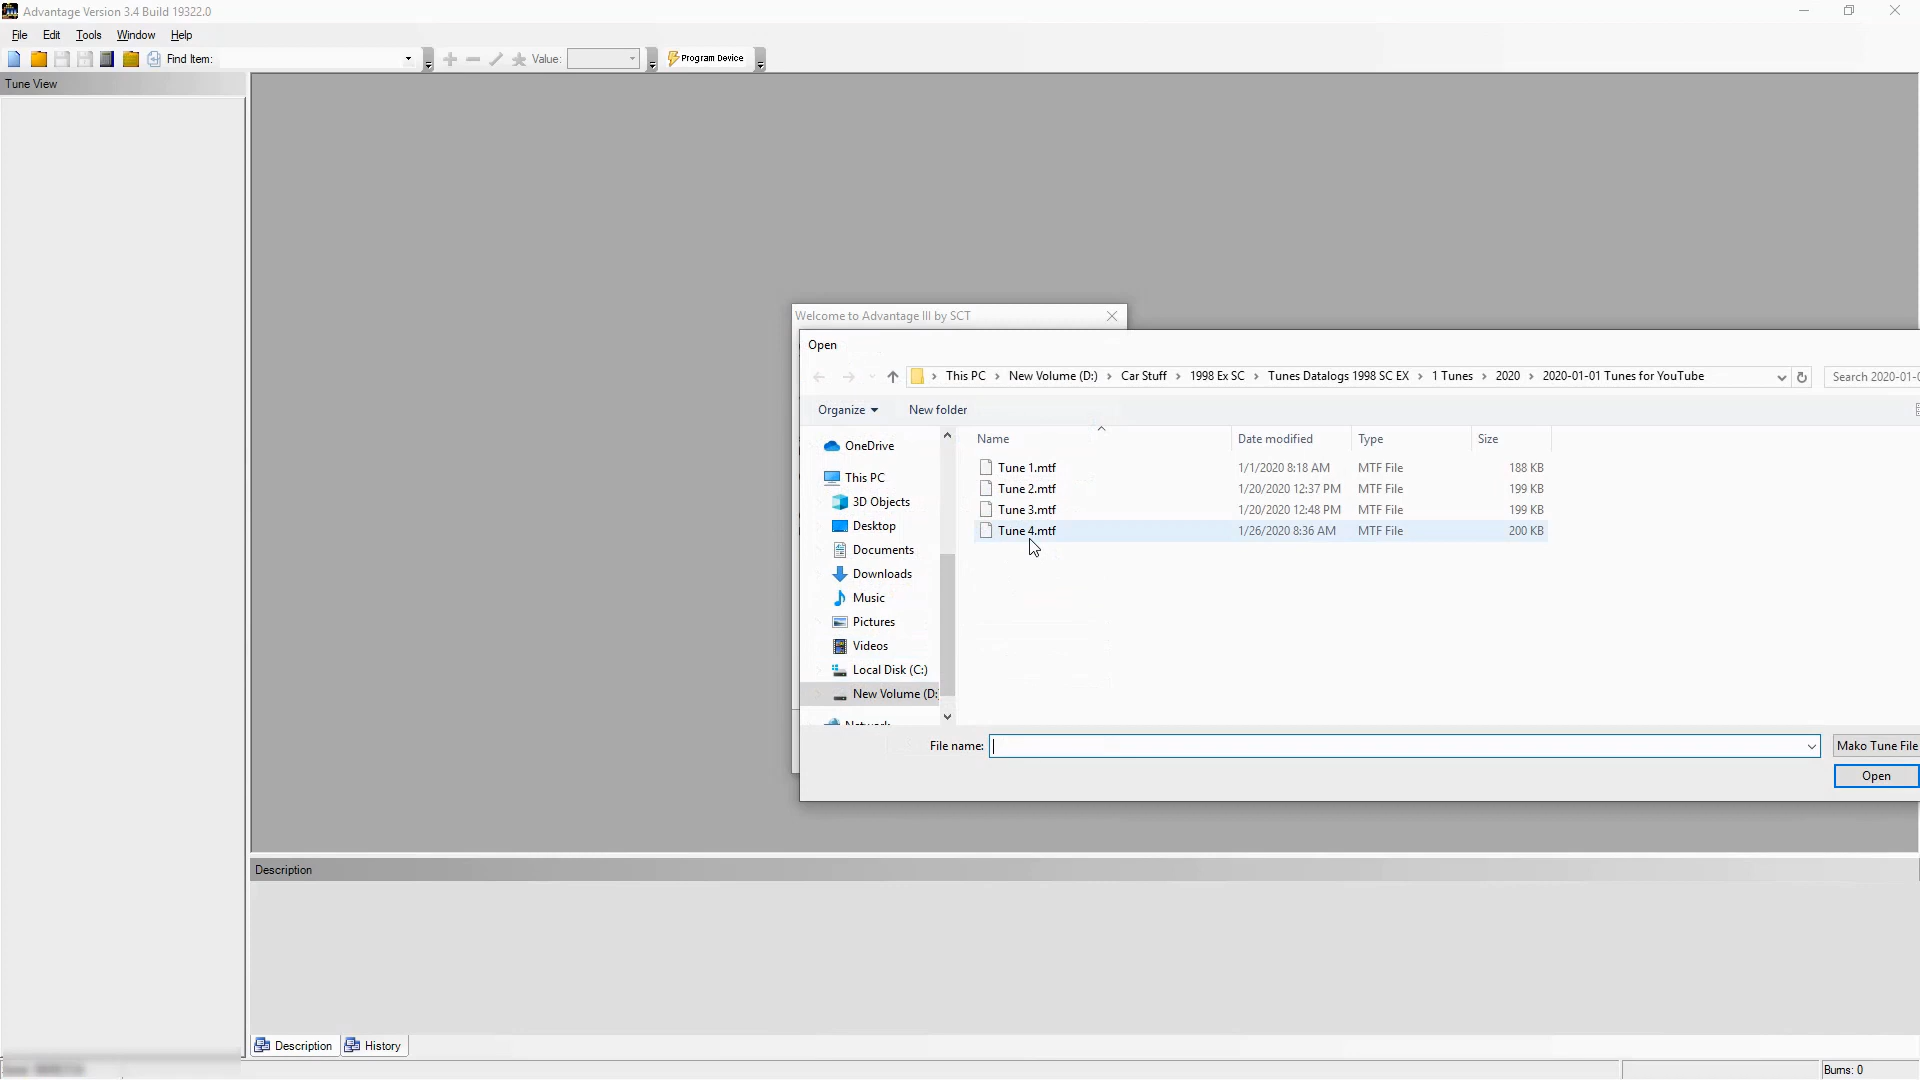 Advantage Version 3.4 Build 19322.0
File Edit Tools Window Help
Find Item: Value: Program Device
Tune View
Welcome to Advantage III by SCT
Open
This PC New Volume (D:) Car Stuff 1998 Ex SC Tunes Datalogs 1998 SC EX 1 Tunes 2020 2020-01-01 Tunes for YouTube Search 2020-01-0
Organize New folder
OneDrive
This PC
3D Objects
Desktop
Documents
Downloads
Music
Pictures
Videos
Local Disk (C:)
New Volume (D:
Network
Name Date modified Type Size
Tune 1.mtf 1/1/2020 8:18 AM MTF File 188 KB
Tune 2.mtf 1/20/2020 12:37 PM MTF File 199 KB
Tune 3.mtf 1/20/2020 12:48 PM MTF File 199 KB
Tune 4.mtf 1/26/2020 8:36 AM MTF File 200 KB
File name: Mako Tune File
Open
Description
Description History
Burns: 0